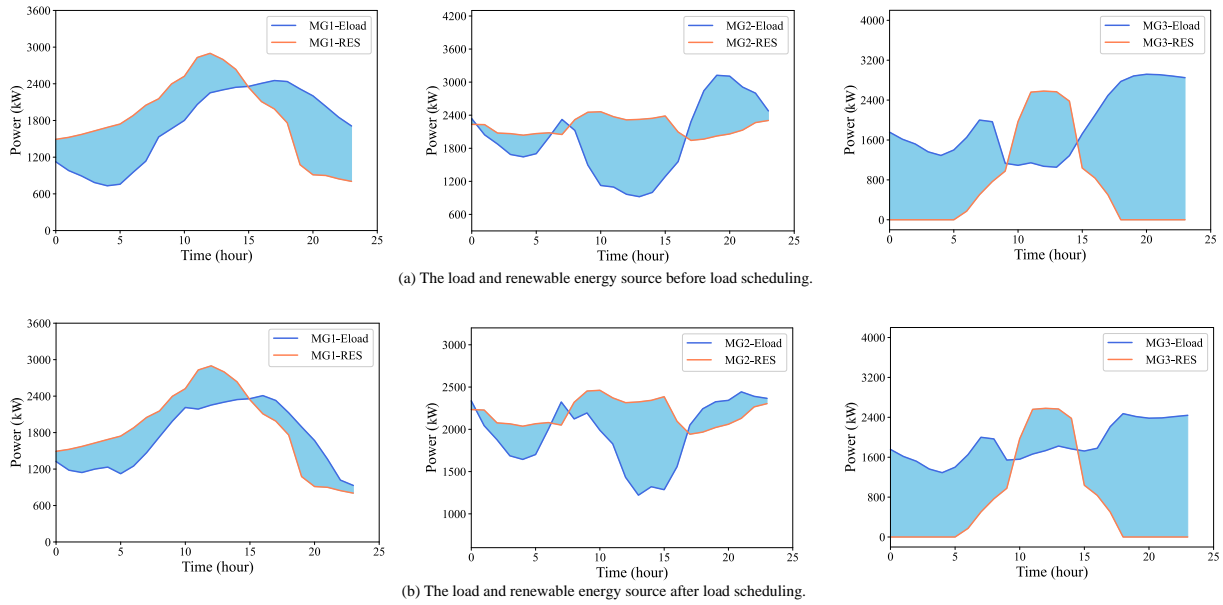 3600
3000
2400
1800
1200
600
0
Power (kW)
MG1-Eload
MG1-RES
0 5 10 15 20 25
Time (hour)
4200
3600
3000
2400
1800
1200
600
Power (kW)
MG2-Eload
MG2-RES
0 5 10 15 20 25
Time (hour)
4000
3200
2400
1600
800
0
Power (kW)
MG3-Eload
MG3-RES
0 5 10 15 20 25
Time (hour)
(a) The load and renewable energy source before load scheduling.
3600
3000
2400
1800
1200
600
0
Power (kW)
MG1-Eload
MG1-RES
0 5 10 15 20 25
Time (hour)
3000
2500
2000
1500
1000
Power (kW)
MG2-Eload
MG2-RES
0 5 10 15 20 25
Time (hour)
4000
3200
2400
1600
800
0
Power (kW)
MG3-Eload
MG3-RES
0 5 10 15 20 25
Time (hour)
(b) The load and renewable energy source after load scheduling.